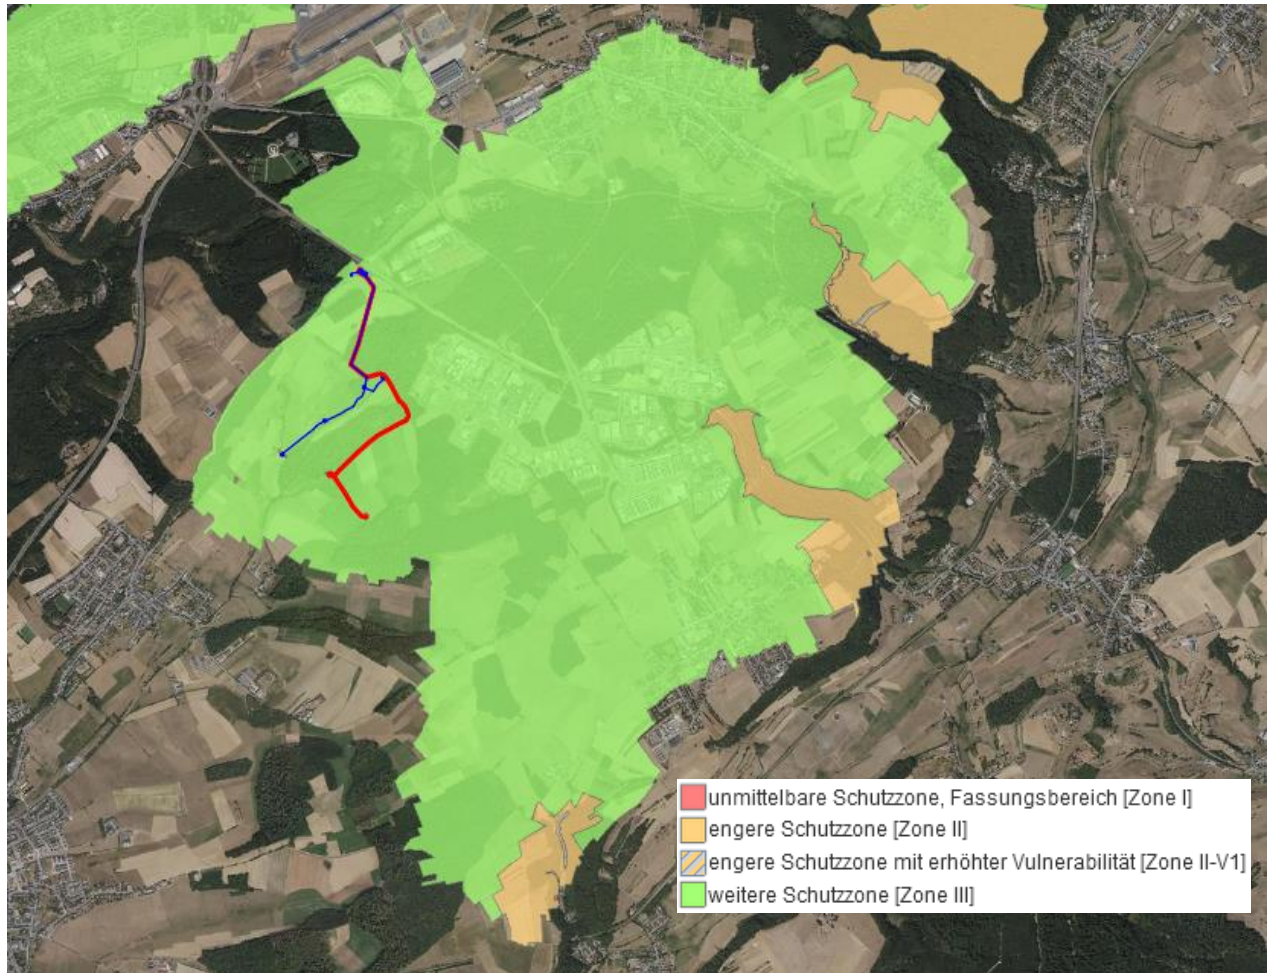 unmittelbare Schutzzone, Fassungsbereich [Zone I]
engere Schutzzone [Zone II]
engere Schutzzone mit erhöhter Vulnerabilität [Zone II-V1]
weitere Schutzzone [Zone III]